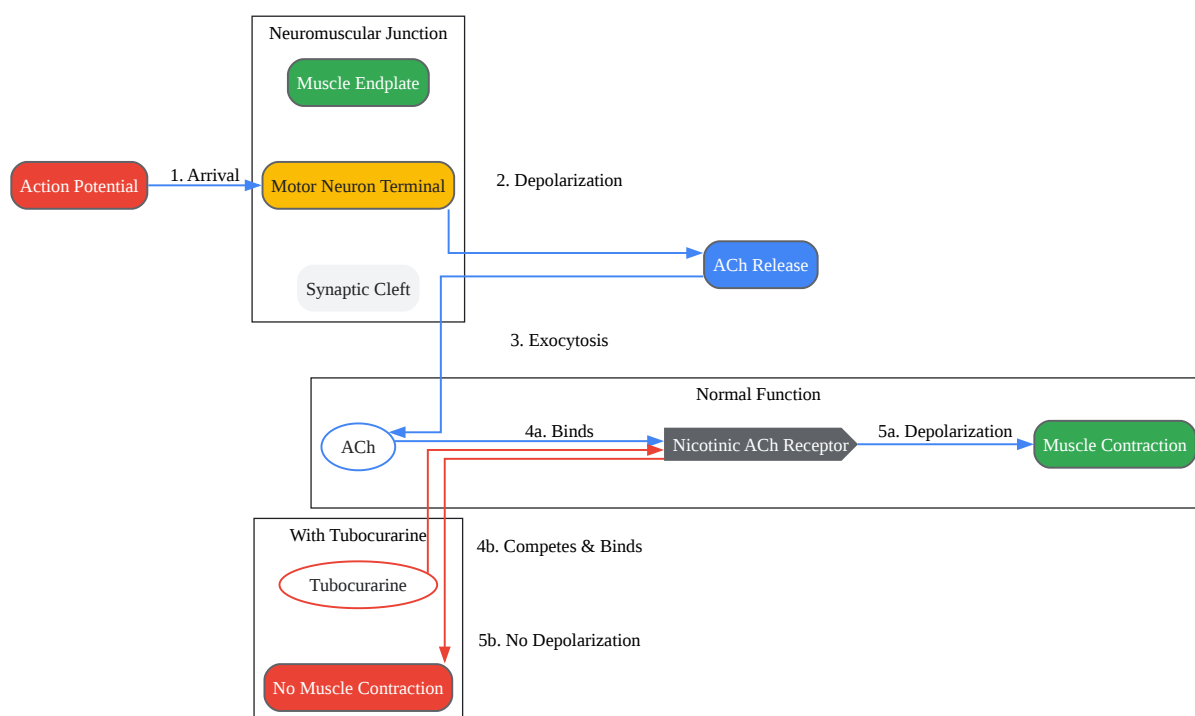 Neuromuscular Junction
Muscle Endplate
Action Potential
1. Arrival
Motor Neuron Terminal
2. Depolarization
ACh Release
Synaptic Cleft
3. Exocytosis
Normal Function
ACh
4a. Binds
Nicotinic ACh Receptor
5a. Depolarization
Muscle Contraction
With Tubocurarine
4b. Competes & Binds
Tubocurarine
5b. No Depolarization
No Muscle Contraction